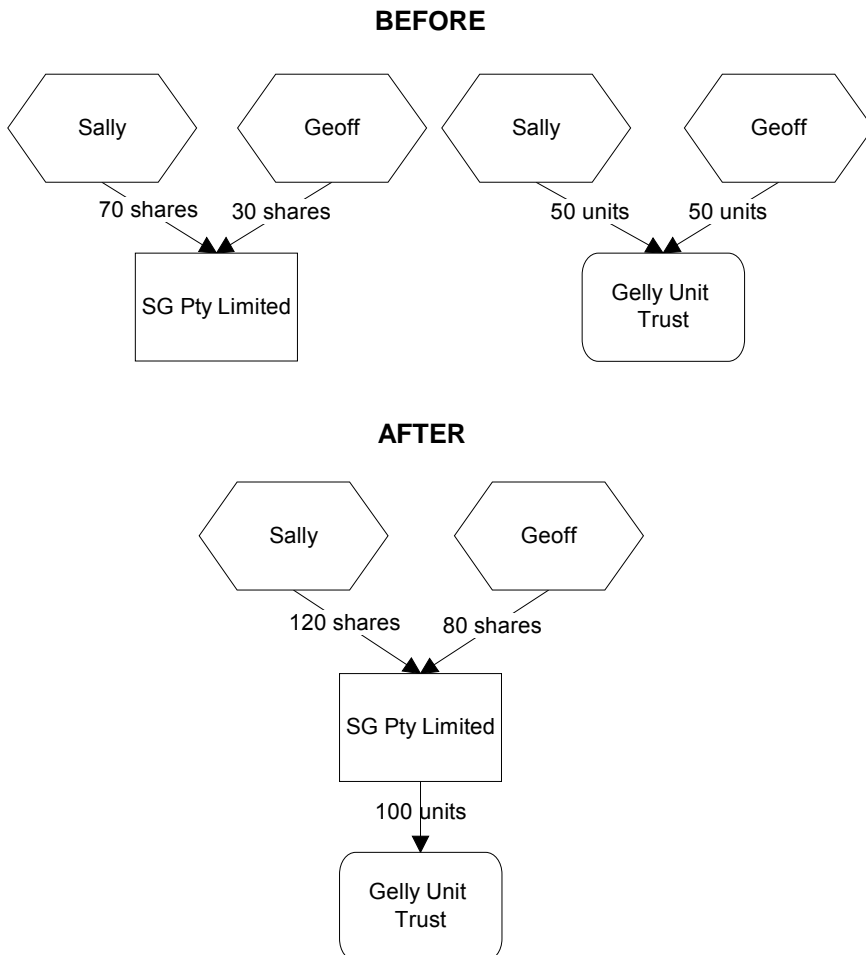 BEFORE
Sally
Geoff
Sally
Geoff
70 shares
30 shares
50 units
50 units
SG Pty Limited
Gelly Unit
Trust
AFTER
Sally
Geoff
120 shares
80 shares
SG Pty Limited
100 units
Gelly Unit
Trust